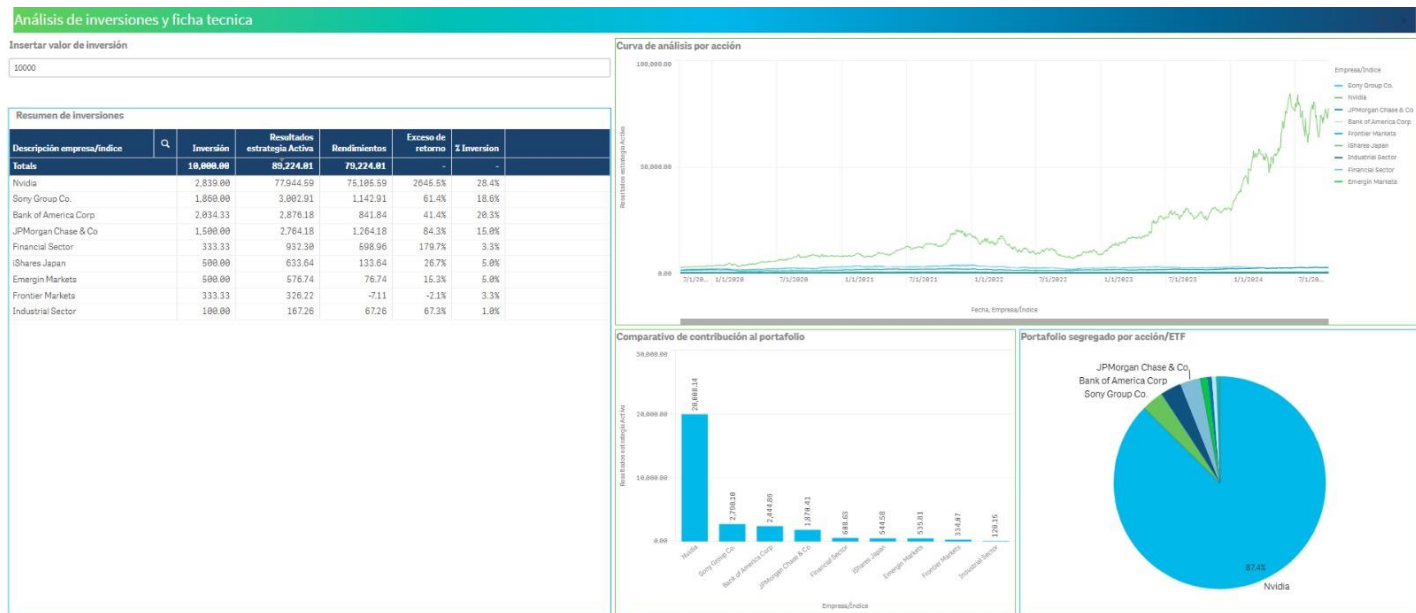 Análisis de inversiones y ficha tecnica
Insertar valor de inversión
10000
Resumen de inversiones
Descripción empresa/índice Inversión Resultados estrategia Activa Rendimientos Exceso de retorno % Inversion
Totals 10,000.00 89,224.01 79,224.01 - -
Nvidia 2,839.00 77,944.59 75,105.59 2645.5% 28.4%
Sony Group Co. 1,860.00 3,002.91 1,142.91 61.4% 18.6%
Bank of America Corp 2,034.33 2,876.18 841.84 41.4% 20.3%
JPMorgan Chase & Co 1,500.00 2,764.18 1,264.18 84.3% 15.0%
Financial Sector 333.33 932.30 598.96 179.7% 3.3%
iShares Japan 500.00 633.64 133.64 26.7% 5.0%
Emergin Markets 500.00 576.74 76.74 15.3% 5.0%
Frontier Markets 333.33 326.22 -7.11 -2.1% 3.3%
Industrial Sector 100.00 167.26 67.26 67.3% 1.0%
Curva de análisis por acción
Resultados estrategia Activo
100,000.00
50,000.00
0.00
7/1/20... 1/1/2020 7/1/2020 1/1/2021 7/1/2021 1/1/2022 7/1/2022 1/1/2023 7/1/2023 1/1/2024 7/1/20...
Fecha, Empresa/Índice
Empresa/Índice
Sony Group Co.
Nvidia
JPMorgan Chase & Co
Bank of America Corp
Frontier Markets
iShares Japan
Industrial Sector
Financial Sector
Emergin Markets
Comparativo de contribución al portafolio
Resultados estrategia Activo
30,000.00
20,000.00
10,000.00
0.00
2,444.86
1,870.41
544.58
535.81
334.07
120.15
Nvidia
Sony Group Co.
Bank of America Corp
JPMorgan Chase & Co.
Financial Sector
iShares Japan
Emergin Markets
Frontier Markets
Industrial Sector
Empresa/Índice
Portafolio segregado por acción/ETF
JPMorgan Chase & Co
Bank of America Corp
Sony Group Co.
87.4%
Nvidia